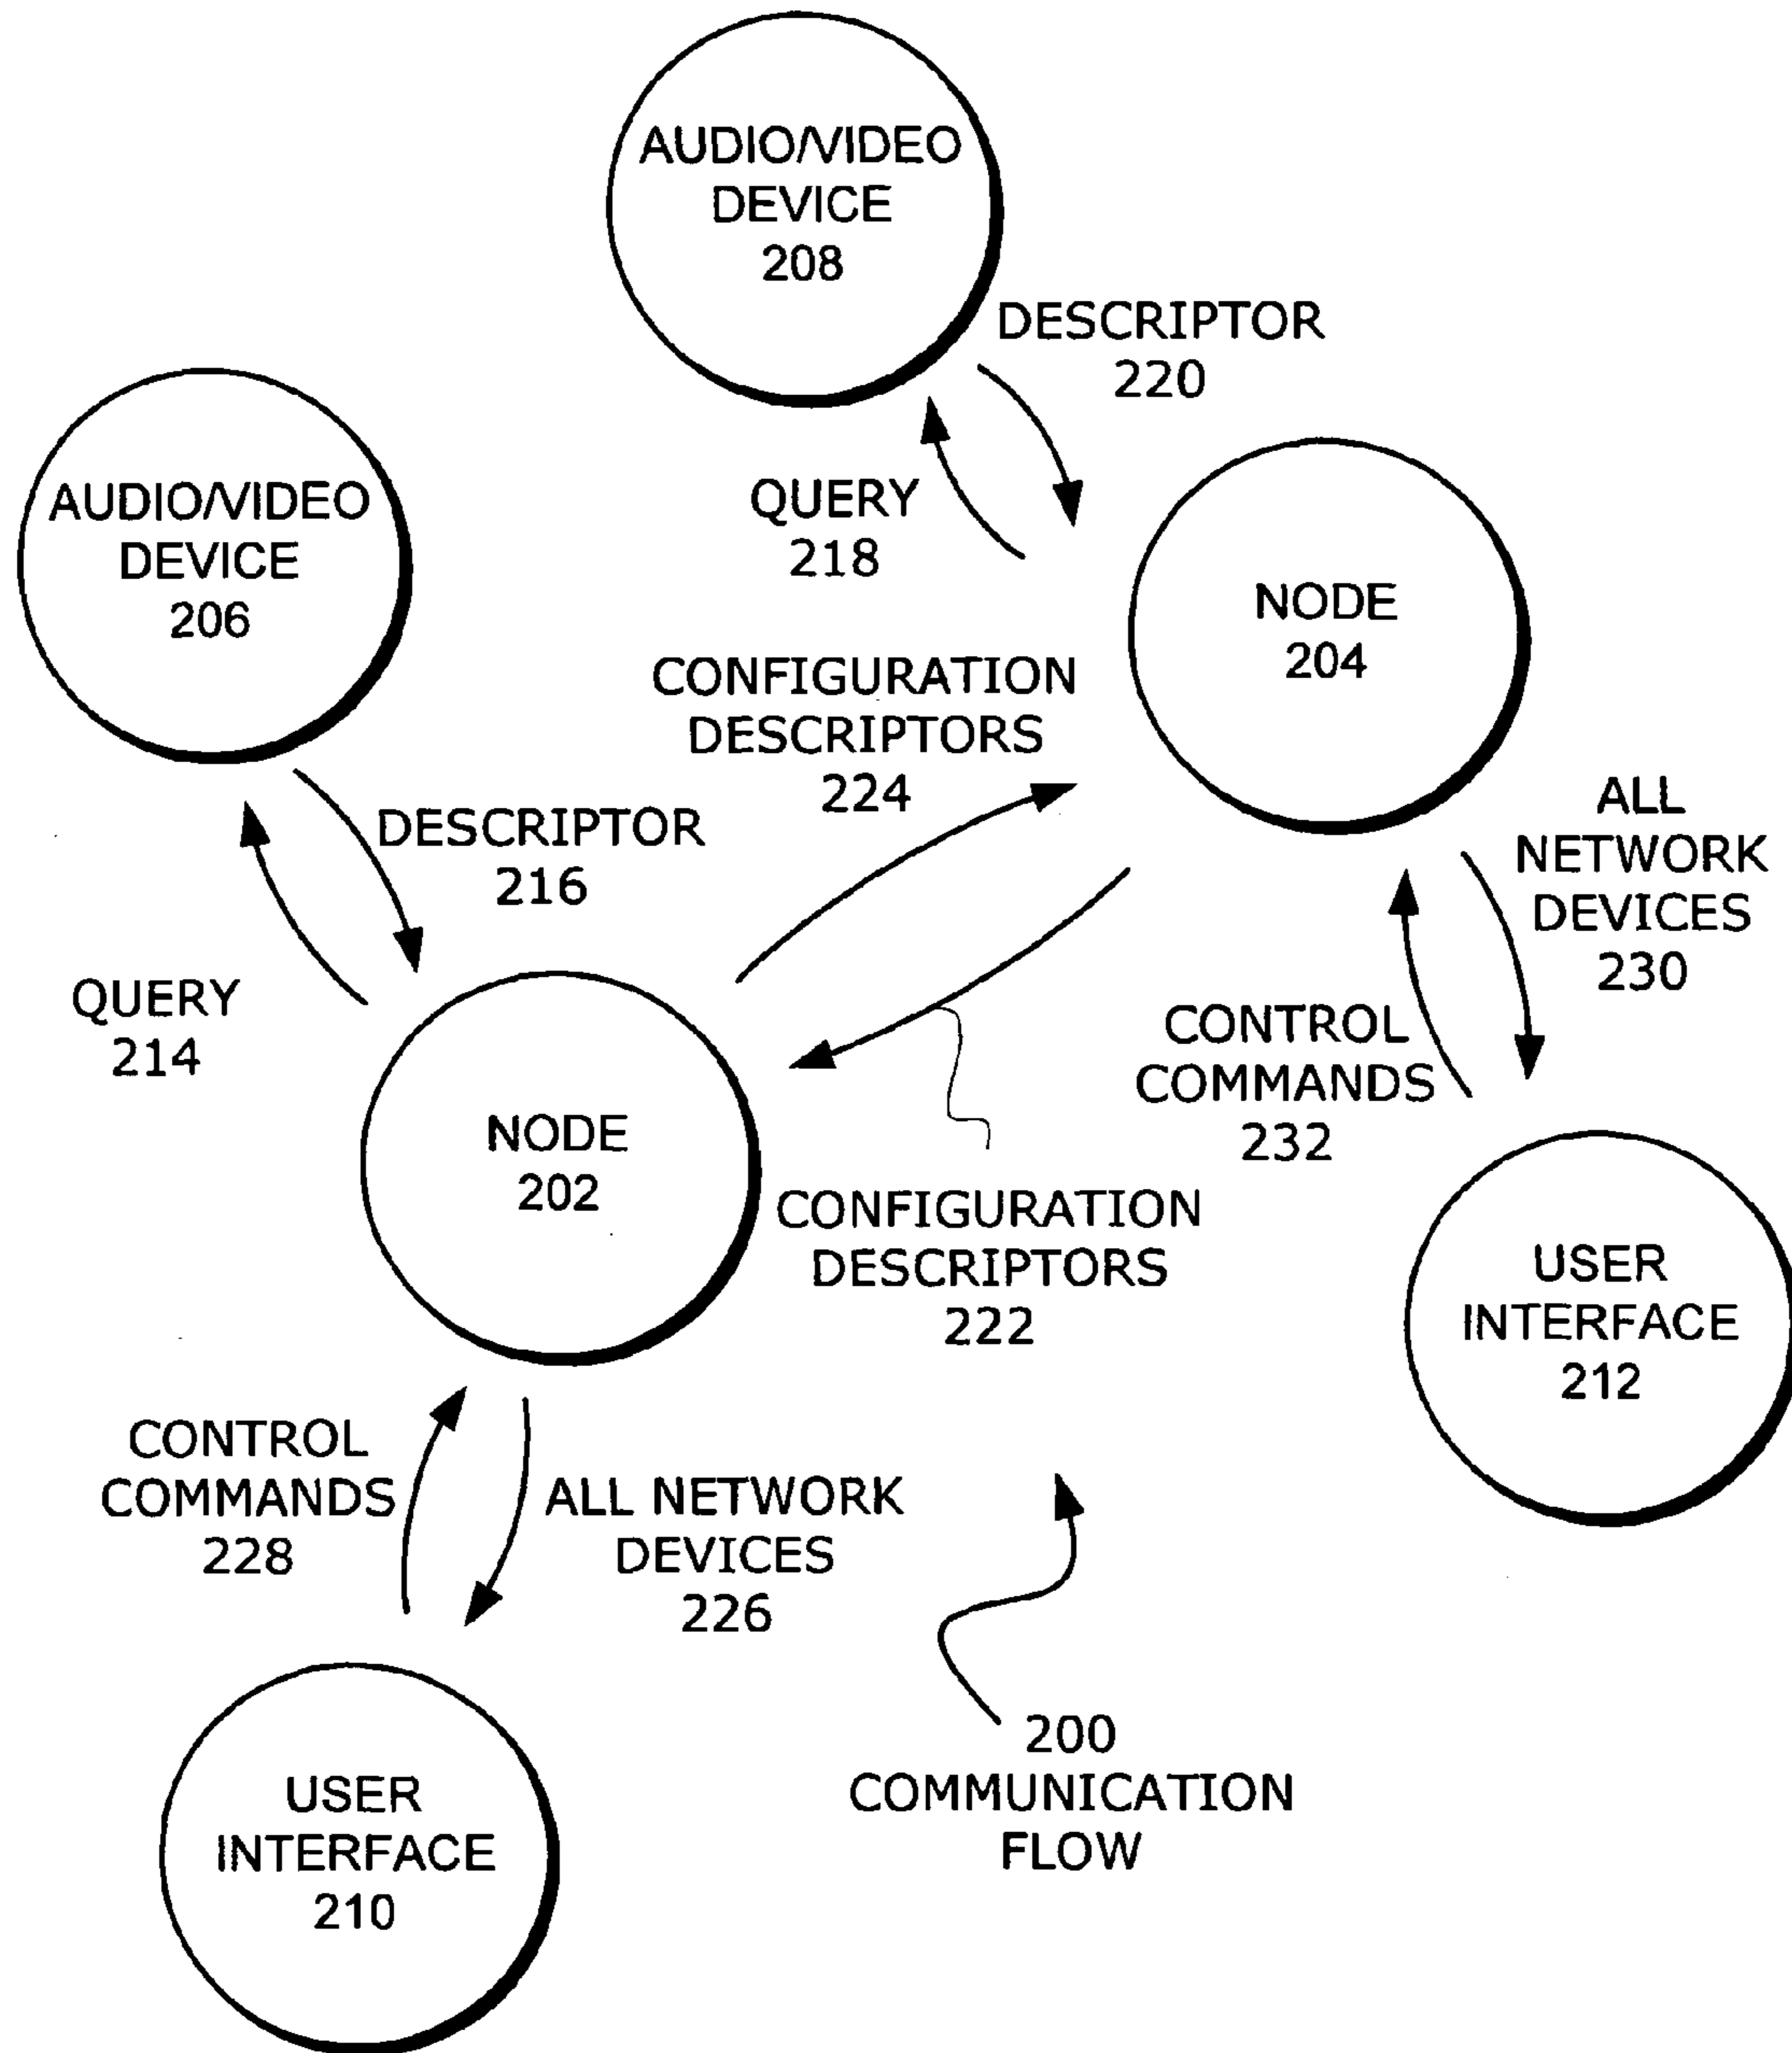 AUDIO/VIDEO
DEVICE
208
DESCRIPTOR
220
AUDIO/VIDEO
DEVICE
206
QUERY
218
NODE
204
CONFIGURATION
DESCRIPTORS
224
ALL
NETWORK
DEVICES
230
DESCRIPTOR
216
QUERY
214
CONTROL
COMMANDS
232
NODE
202
CONFIGURATION
DESCRIPTORS
222
USER
INTERFACE
212
CONTROL
COMMANDS
228
ALL NETWORK
DEVICES
226
200
COMMUNICATION
FLOW
USER
INTERFACE
210